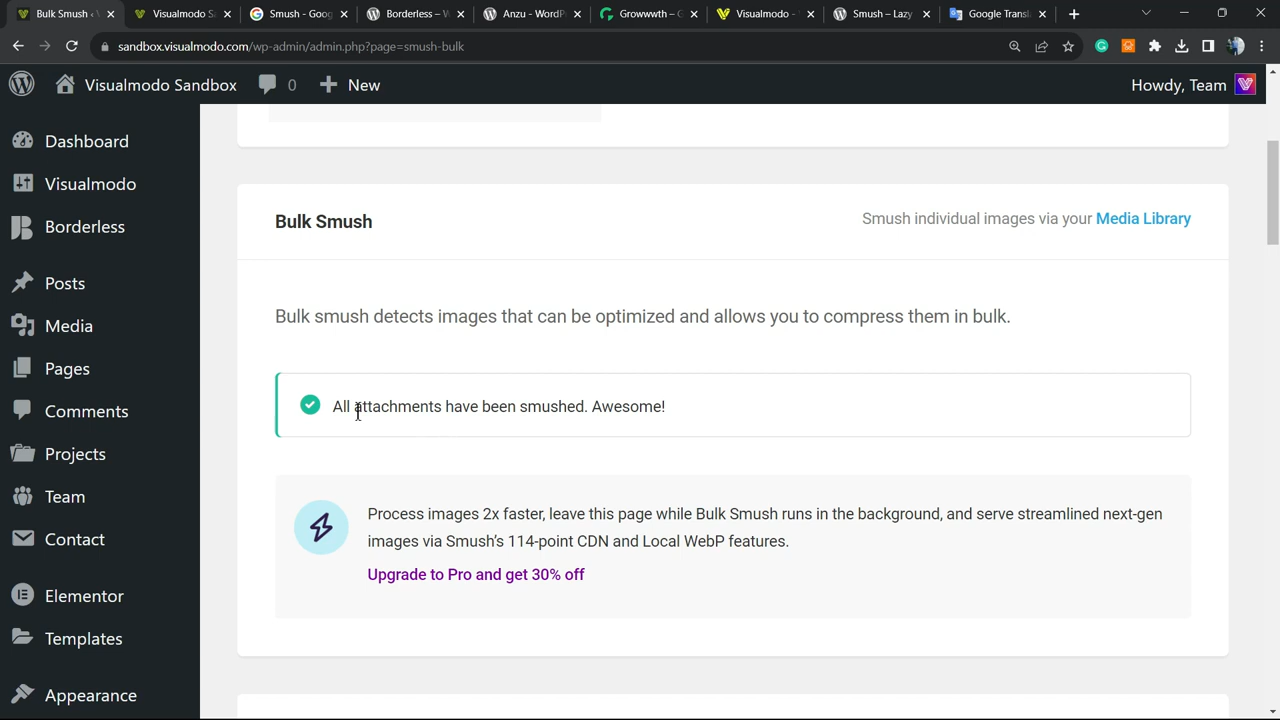 Bulk Smush ‹ V
Visualmodo S
Smush - Goog
Borderless – W
Anzu - WordP
Growwwth – G
Visualmodo -
Smush – Lazy
Google Transl
sandbox.visualmodo.com/wp-admin/admin.php?page=smush-bulk
Visualmodo Sandbox 0 New Howdy, Team
Dashboard
Visualmodo
Borderless
Posts
Media
Pages
Comments
Projects
Team
Contact
Elementor
Templates
Appearance
Bulk Smush
Smush individual images via your Media Library
Bulk smush detects images that can be optimized and allows you to compress them in bulk.
All attachments have been smushed. Awesome!
Process images 2x faster, leave this page while Bulk Smush runs in the background, and serve streamlined next-gen
images via Smush's 114-point CDN and Local WebP features.
Upgrade to Pro and get 30% off